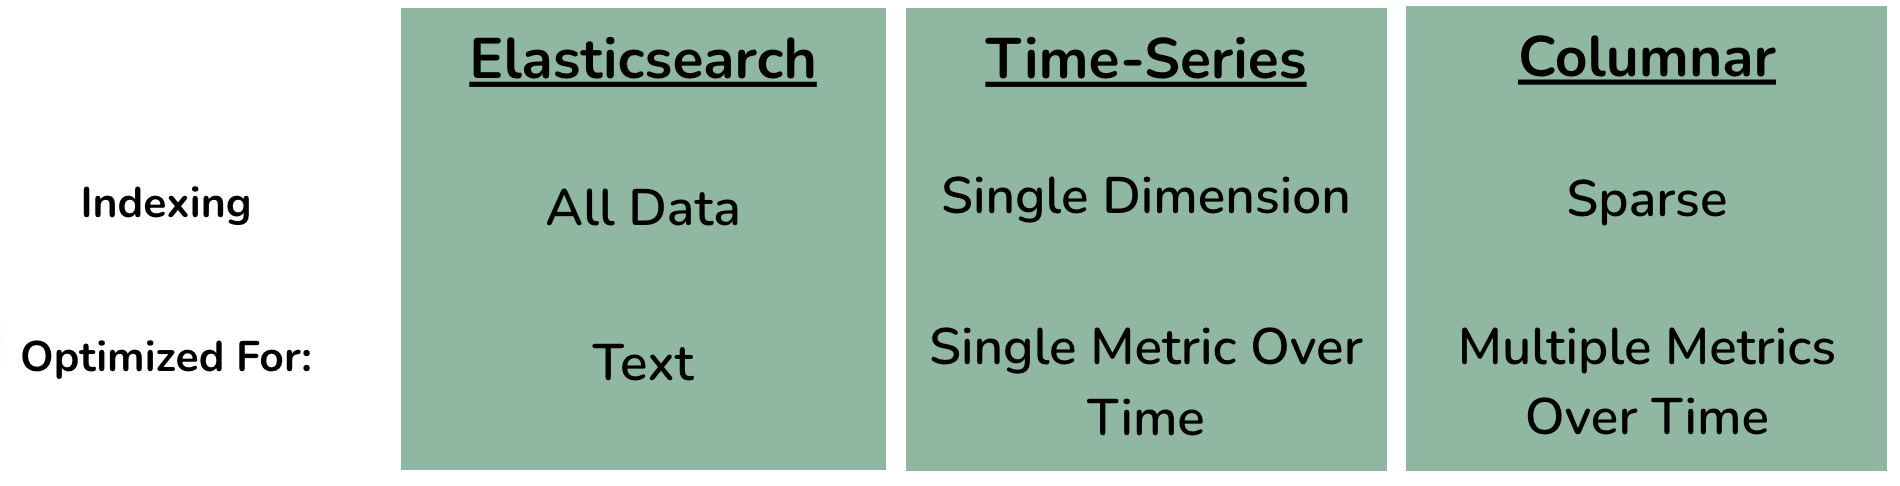 Elasticsearch Time-Series Columnar
Indexing All Data Single Dimension Sparse
Optimized For: Text Single Metric Over Multiple Metrics
Time Over Time